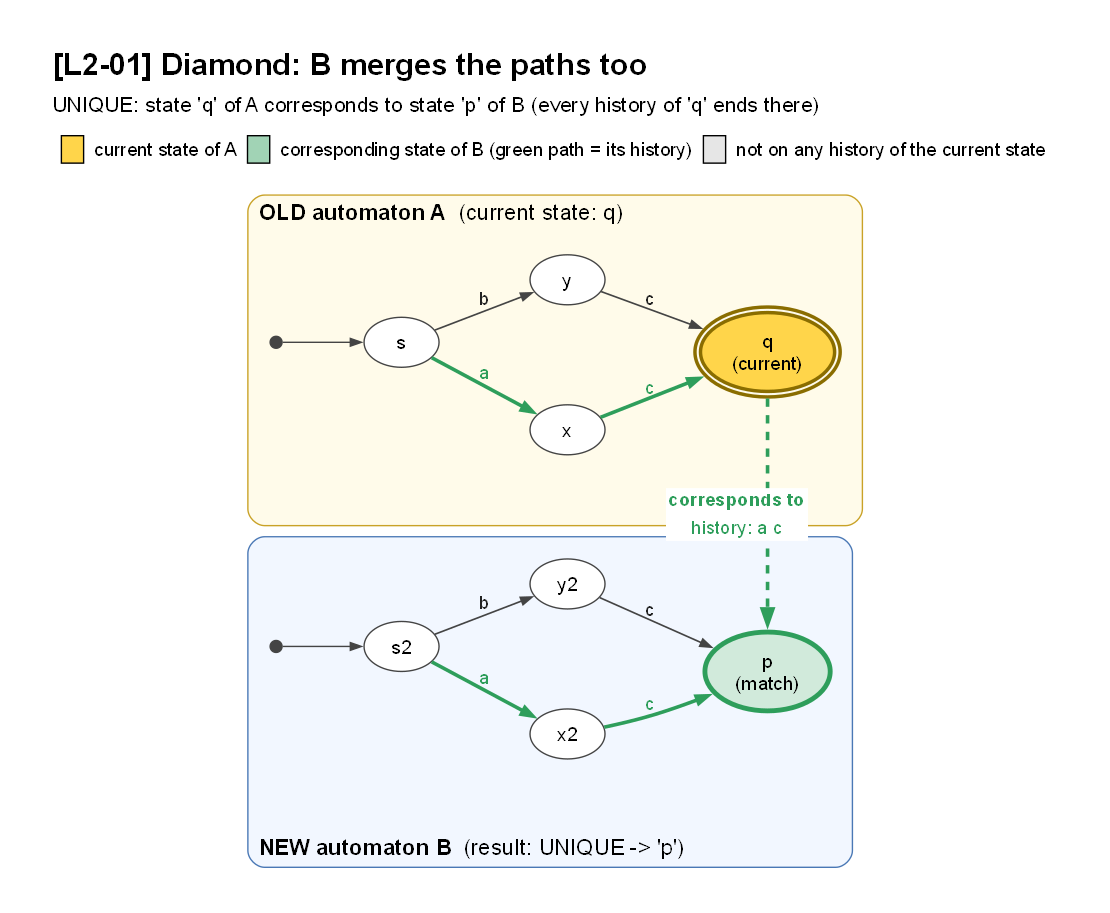 [L2-01] Diamond: B merges the paths too
UNIQUE: state 'q' of A corresponds to state 'p' of B (every history of 'q' ends there)
current state of A
corresponding state of B (green path = its history)
not on any history of the current state
OLD automaton A (current state: q)
s
b
y
c
a
x
c
q
(current)
corresponds to
history: a c
s2
b
y2
c
a
x2
c
p
(match)
NEW automaton B (result: UNIQUE -> 'p')